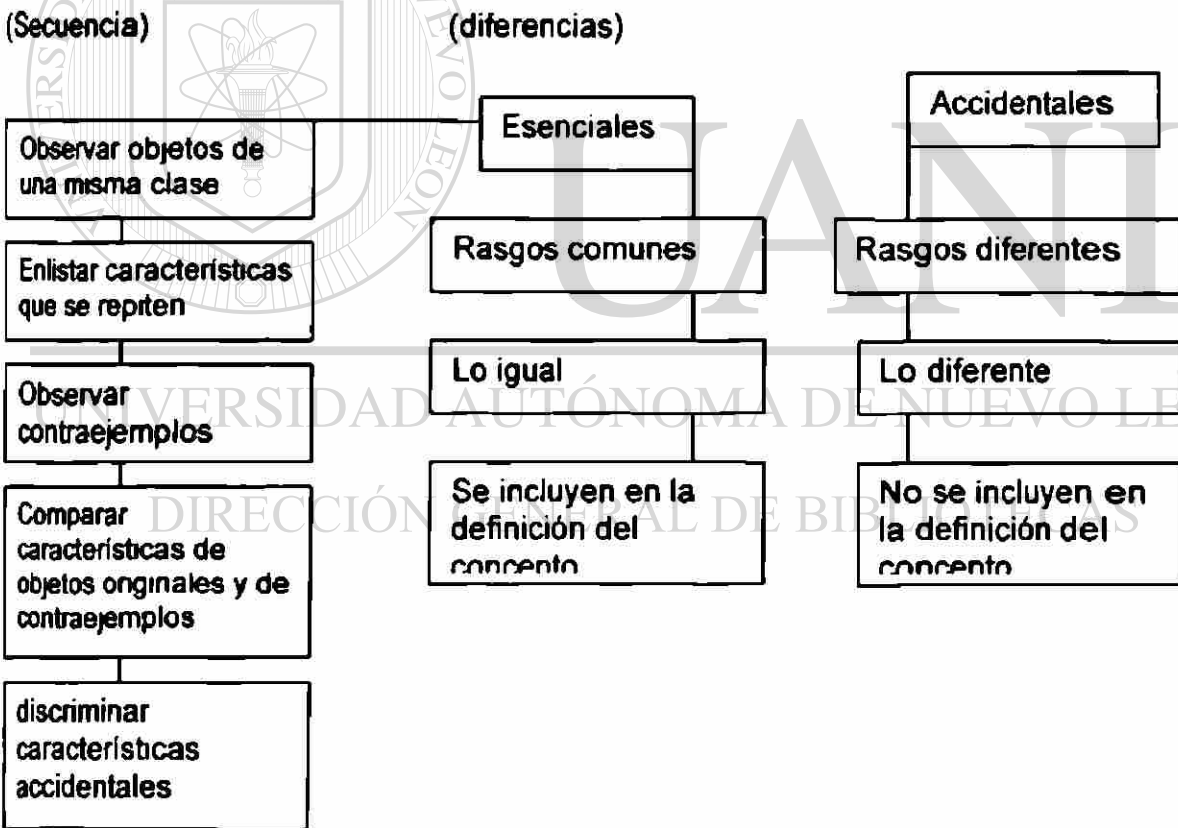 (Secuencia)
(diferencias)
Observar objetos de
una misma clase
Enlistar características
que se repiten
Observar
contraejemplos
Comparar
características de
objetos originales y de
contraejemplos
discriminar
características
accidentales
Esenciales
Rasgos comunes
Lo igual
Se incluyen en la
definición del
concepto
Accidentales
Rasgos diferentes
Lo diferente
No se incluyen en
la definición del
concepto
UANL
UNIVERSIDAD AUTÓNOMA DE NUEVO LE
DIRECCIÓN GENERAL DE BIBLIOTECAS